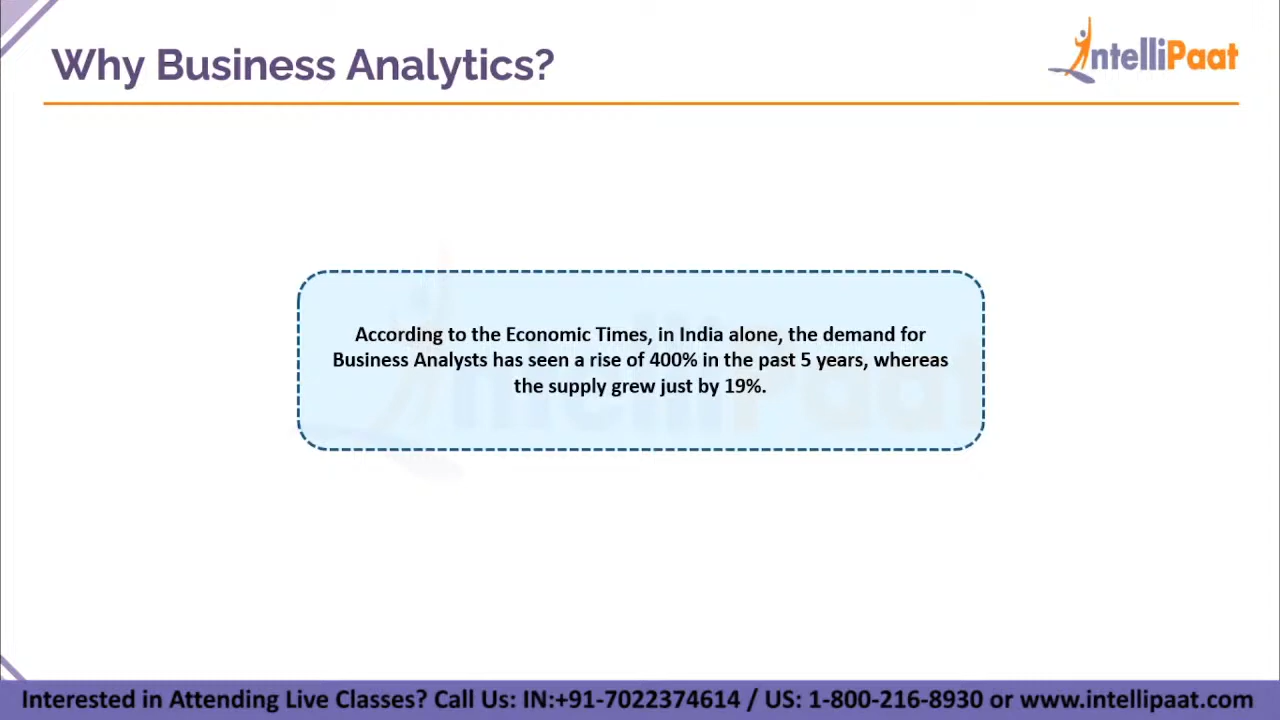 Why Business Analytics?
IntelliPaat
According to the Economic Times, in India alone, the demand for
Business Analysts has seen a rise of 400% in the past 5 years, whereas
the supply grew just by 19%.
Interested in Attending Live Classes? Call Us: IN:+91-7022374614 / US: 1-800-216-8930 or www.intellipaat.com